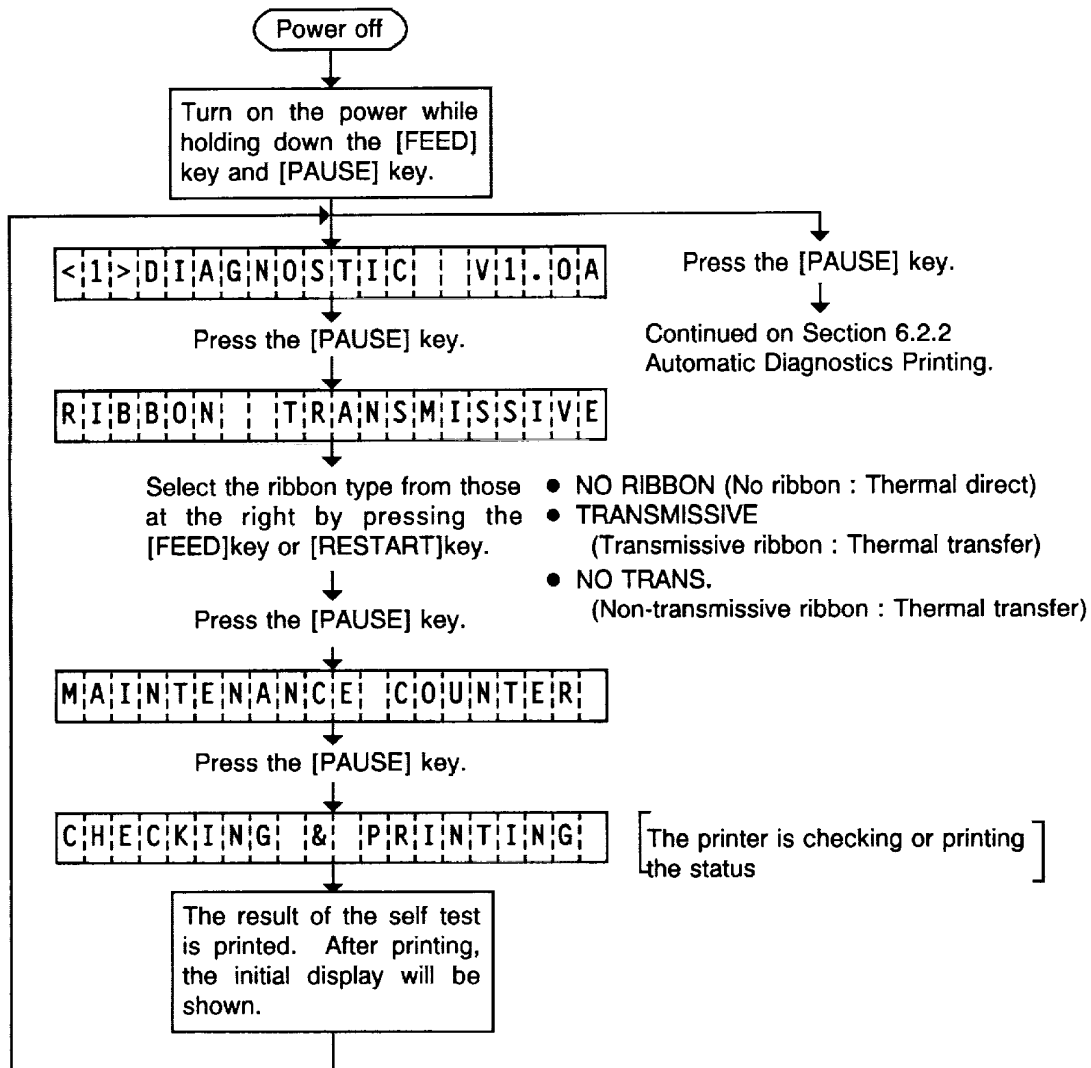 Power off
Turn on the power while
holding down the [FEED]
key and [PAUSE] key.
<1>DIAGNOSTIC  V1.0A
Press the [PAUSE] key.
Press the [PAUSE] key.
Continued on Section 6.2.2
Automatic Diagnostics Printing.
RIBBON  TRANSMISSIVE
Select the ribbon type from those
at the right by pressing the
[FEED]key or [RESTART]key.
● NO RIBBON (No ribbon : Thermal direct)
● TRANSMISSIVE
(Transmissive ribbon : Thermal transfer)
● NO TRANS.
(Non-transmissive ribbon : Thermal transfer)
Press the [PAUSE] key.
MAINTENANCE COUNTER
Press the [PAUSE] key.
CHECKING & PRINTING
[The printer is checking or printing
the status]
The result of the self test
is printed. After printing,
the initial display will be
shown.